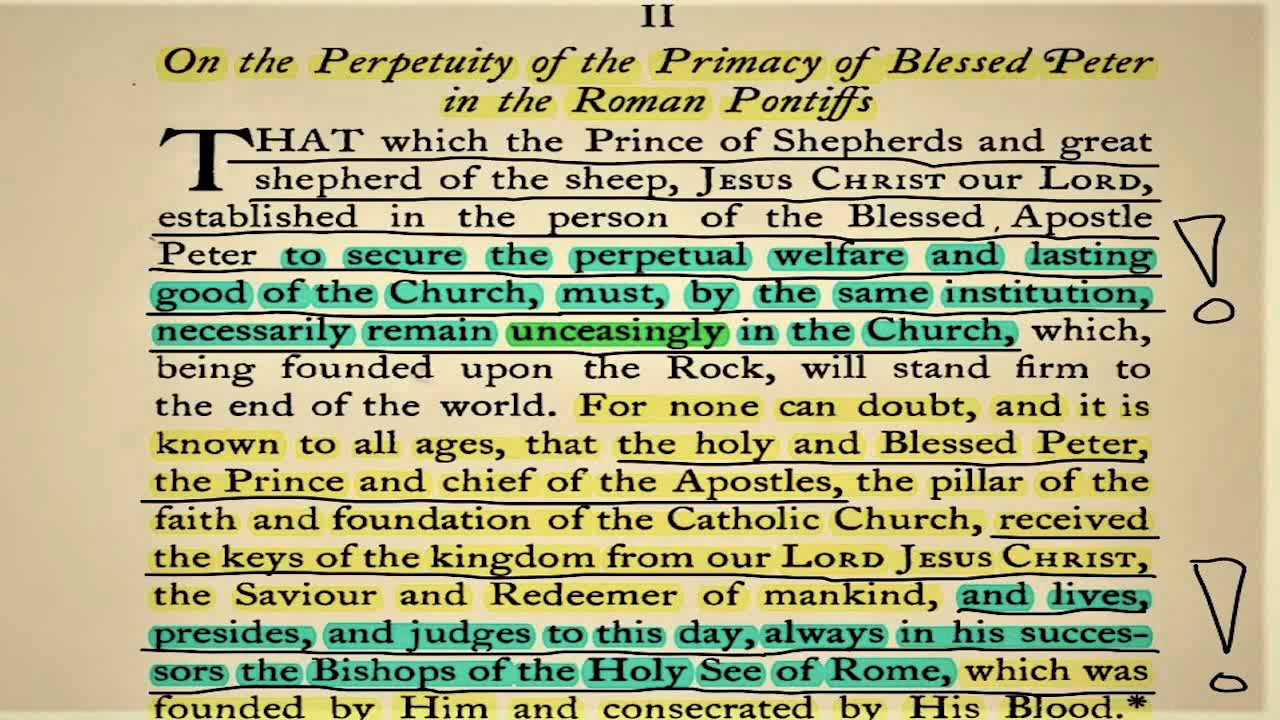 II
On the Perpetuity of the Primacy of Blessed Peter
in the Roman Pontiffs
THAT which the Prince of Shepherds and great
shepherd of the sheep, JESUS CHRIST our LORD,
established in the person of the Blessed Apostle
Peter to secure the perpetual welfare and lasting
good of the Church, must, by the same institution,
necessarily remain unceasingly in the Church, which,
being founded upon the Rock, will stand firm to
the end of the world. For none can doubt, and it is
known to all ages, that the holy and Blessed Peter,
the Prince and chief of the Apostles, the pillar of the
faith and foundation of the Catholic Church, received
the keys of the kingdom from our LORD JESUS CHRIST,
the Saviour and Redeemer of mankind, and lives,
presides, and judges to this day, always in his succes-
sors the Bishops of the Holy See of Rome, which was
founded by Him and consecrated by His Blood.*
!
!